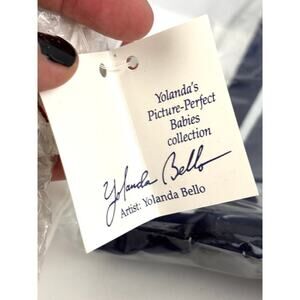 Yolanda's
Picture-Perfect
Babies
collection
Yolanda Bello
Artist: Yolanda Bello